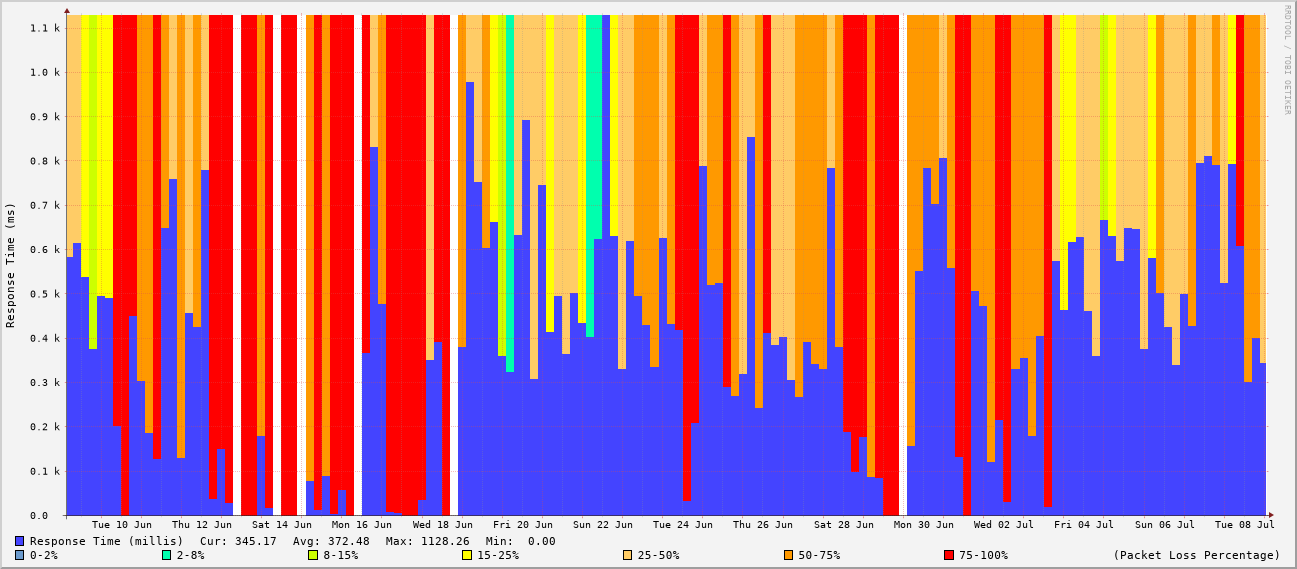 RRDTOOL / TOBI OETIKER
Response Time (ms)
1.1 k
1.0 k
0.9 k
0.8 k
0.7 k
0.6 k
0.5 k
0.4 k
0.3 k
0.2 k
0.1 k
0.0
Tue 10 Jun Thu 12 Jun Sat 14 Jun Mon 16 Jun Wed 18 Jun Fri 20 Jun Sun 22 Jun Tue 24 Jun Thu 26 Jun Sat 28 Jun Mon 30 Jun Wed 02 Jul Fri 04 Jul Sun 06 Jul Tue 08 Jul
Response Time (millis) Cur: 345.17 Avg: 372.48 Max: 1128.26 Min: 0.00
0-2% 2-8% 8-15% 15-25% 25-50% 50-75% 75-100% (Packet Loss Percentage)